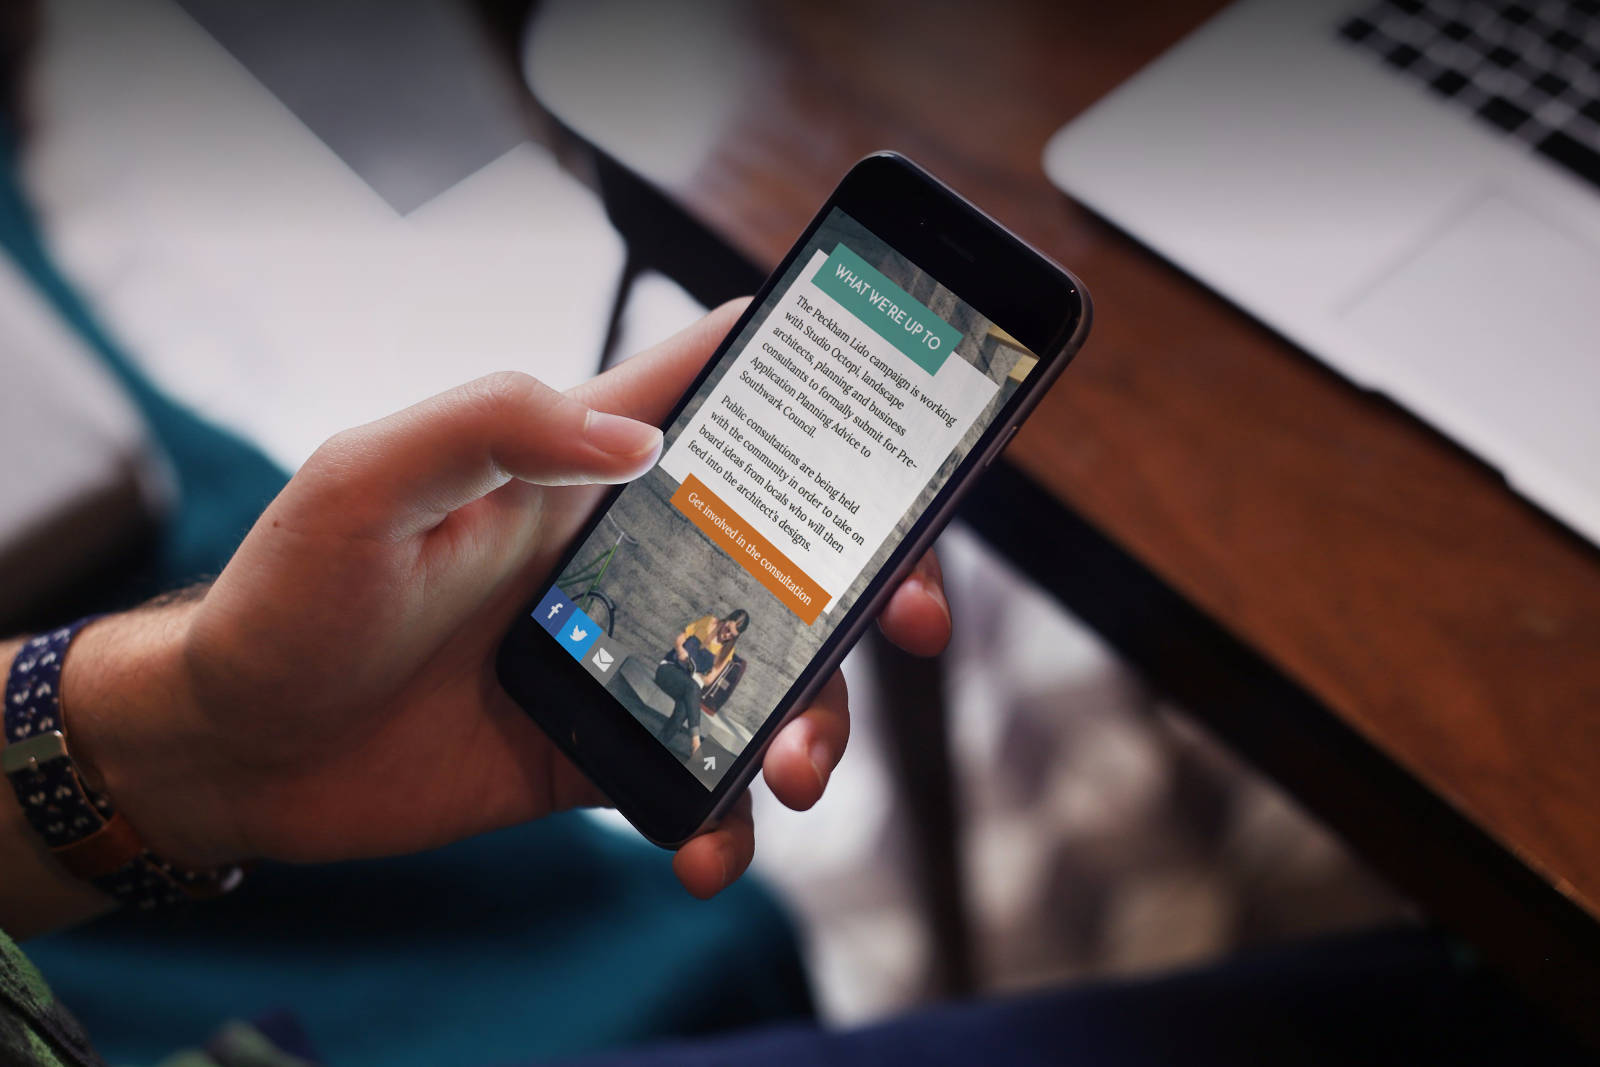 WHAT WE'RE UP TO
The Peckham Lido campaign is working
with Studio Octopi, landscape
architects, planning and business
consultants to formally submit for Pre-
Application Planning Advice to
Southwark Council.
Public consultations are being held
with the community in order to take on
board ideas from locals who will then
feed into the architect's designs.
Get involved in the consultation